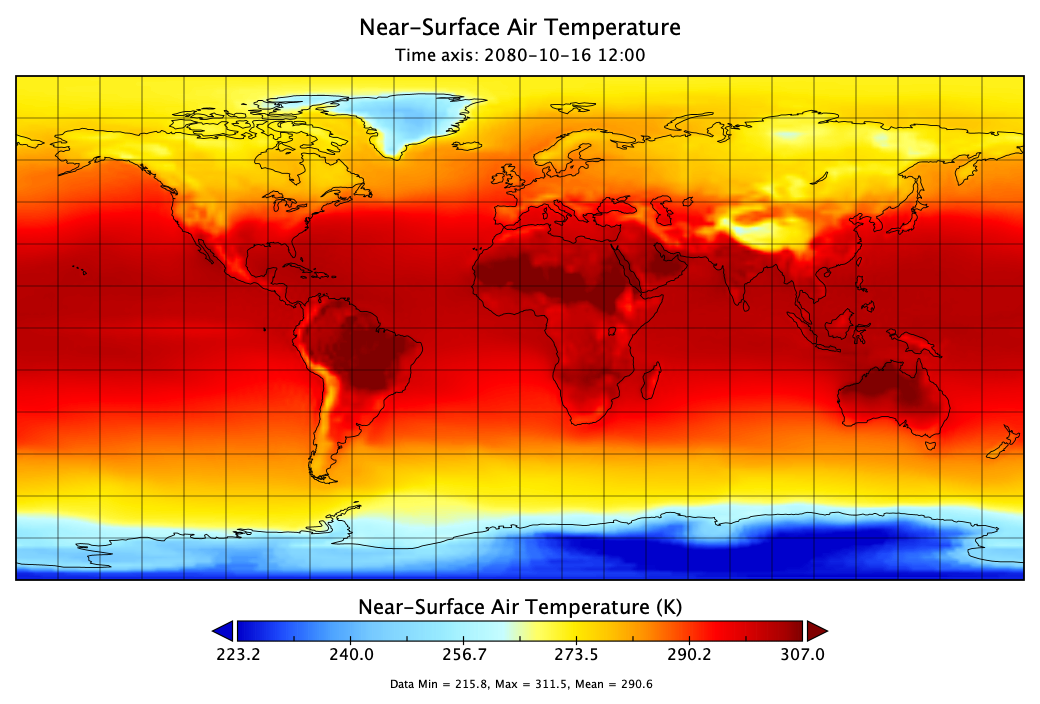 Near-Surface Air Temperature
Time axis: 2080-10-16 12:00
Near-Surface Air Temperature (K)
223.2 240.0 256.7 273.5 290.2 307.0
Data Min = 215.8, Max = 311.5, Mean = 290.6